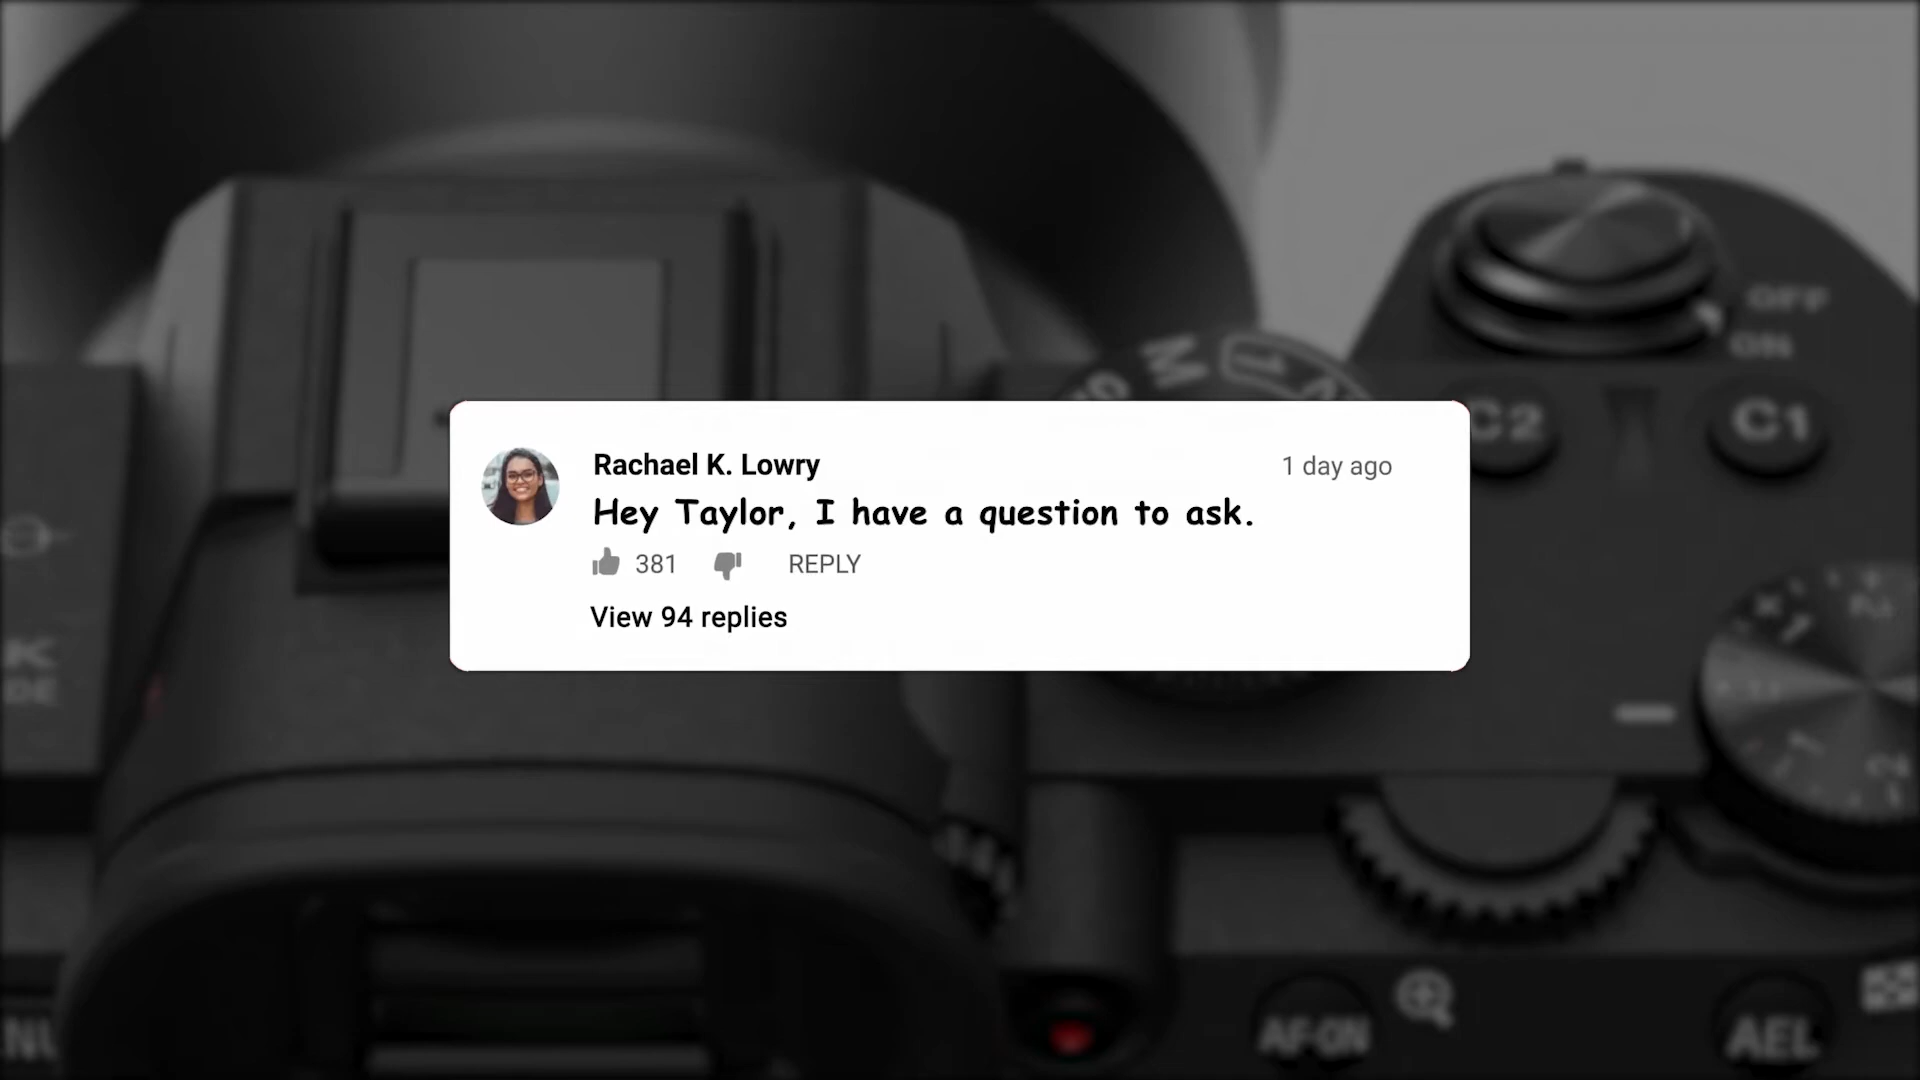 OFF
ON
M
1
C2
C1
Rachael K. Lowry
1 day ago
Hey Taylor, I have a question to ask.
381
REPLY
View 94 replies
AF-ON
AEL